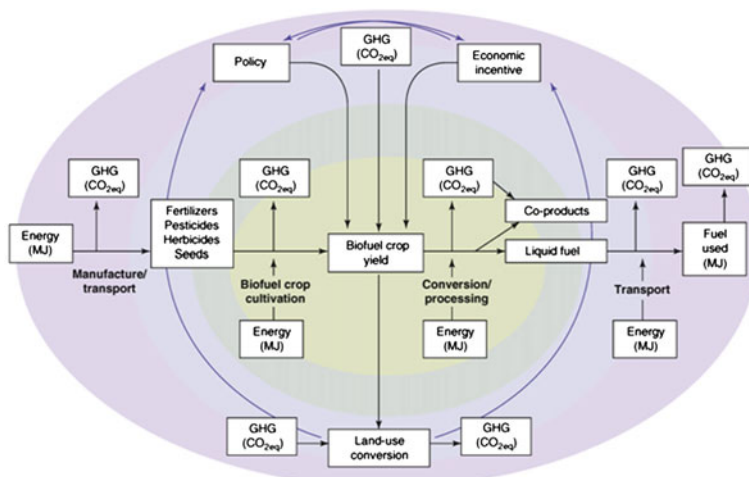 Policy
GHG
(CO2eq)
Economic
incentive
GHG
(CO2eq)
GHG
(CO2eq)
GHG
(CO2eq)
GHG
(CO2eq)
GHG
(CO2eq)
Energy
(MJ)
Fertilizers
Pesticides
Herbicides
Seeds
Biofuel crop
yield
Co-products
Liquid fuel
Fuel
used
(MJ)
Manufacture/
transport
Biofuel crop
cultivation
Conversion/
processing
Transport
Energy
(MJ)
Energy
(MJ)
Energy
(MJ)
GHG
(CO2eq)
Land-use
conversion
GHG
(CO2eq)